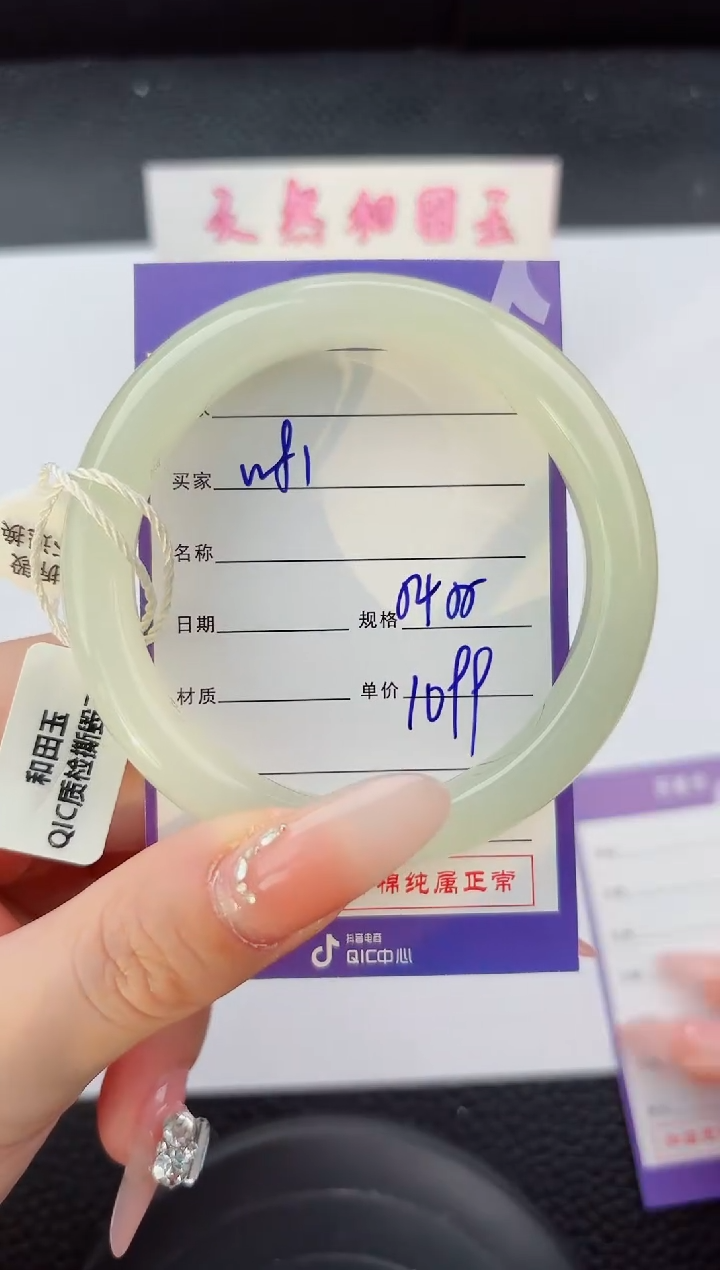 天然和田玉
买家 wf1
名称
日期 规格 0400
材质 单价 10
棉纯属正常
抖音电商
QIC中心
和田玉
QIC质检撕毁